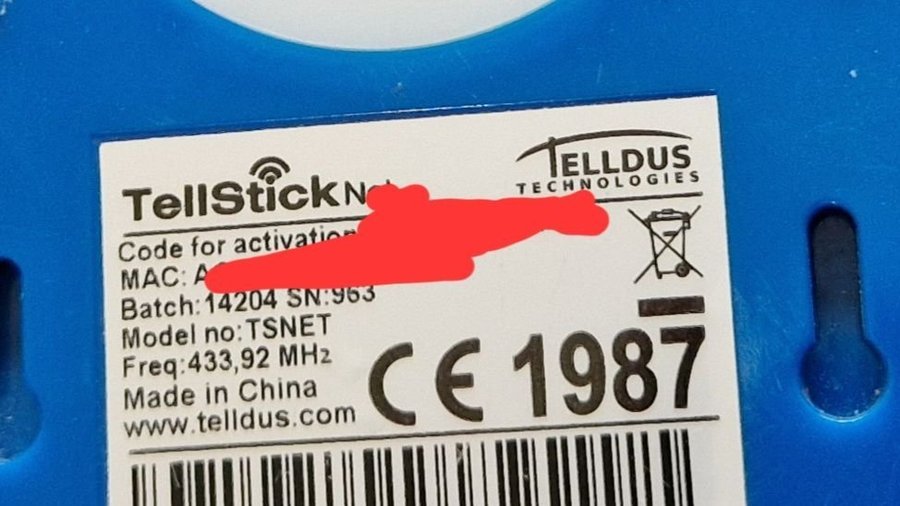 TellStick
TELLDUS
TECHNOLOGIES
Code for
MAC: A
Batch:14204 SN:963
Model no:TSNET
Freq:433,92 MHz
Made in China
www.telldus.com
CE 1987